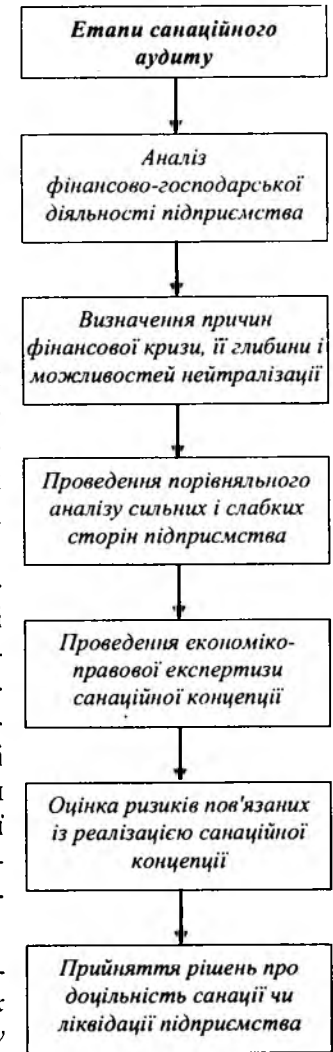 Етапи санаційного
аудиту
Аналіз
фінансово-господарської
діяльності підприємства
Визначення причин
фінансової кризи, її глибини і
можливостей нейтралізації
Проведення порівняльного
аналізу сильних і слабких
сторін підприємства
Проведення економіко-
правової експертизи
санаційної концепції
Оцінка ризиків пов'язаних
із реалізацією санаційної
концепції
Прийняття рішень про
доцільність санації чи
ліквідації підприємства